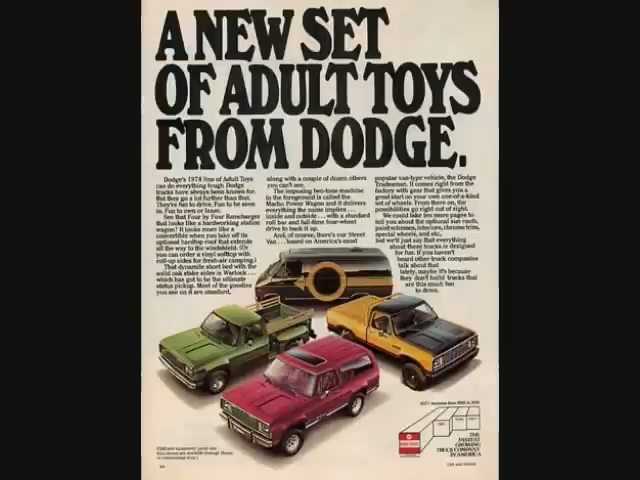 A NEW SET
OF ADULT TOYS
FROM DODGE.
Dodge's 1978 line of Adult Toys
can do everything tough Dodge
trucks have always been known for.
But they go a lot further than that.
They're fun to drive. Fun to be seen
in. Fun to own or lease.
See that Four by Four Ramcharger
that looks like a hardworking station
wagon? It looks more like a
convertible when you take off its
optional hardtop roof that extends
all the way to the windshield. (Or
you can order a vinyl softtop with
roll-up sides for fresh-air camping.)
That dynamite short bed with the
solid oak stake sides is Warlock...
which has got to be the ultimate
status pickup. Most of the goodies
you see on it are standard,
along with a couple of dozen others
you can't see.
The imposing two-tone machine
in the foreground is called the
Macho Power Wagon and it delivers
everything the name implies...
inside and outside... with a standard
roll bar and full-time four-wheel
drive to back it up.
And, of course, there's our Street
Van... based on America's most
popular van-type vehicle, the Dodge
Tradesman. It comes right from the
factory with gear that gives you a
good start on your own one-of-a-kind
set of wheels. From there on, the
possibilities go right out of sight.
We could take ten more pages to
tell you about the optional sun roofs,
paint schemes, interiors, chrome trim,
special wheels, and etc.,
but we'll just say that everything
about these trucks is designed
for fun. If you haven't
heard other truck companies
talk about that
lately, maybe it's because
they don't build trucks that
are this much fun
to drive.
THE
FASTEST
GROWING
TRUCK COMPANY
IN AMERICA